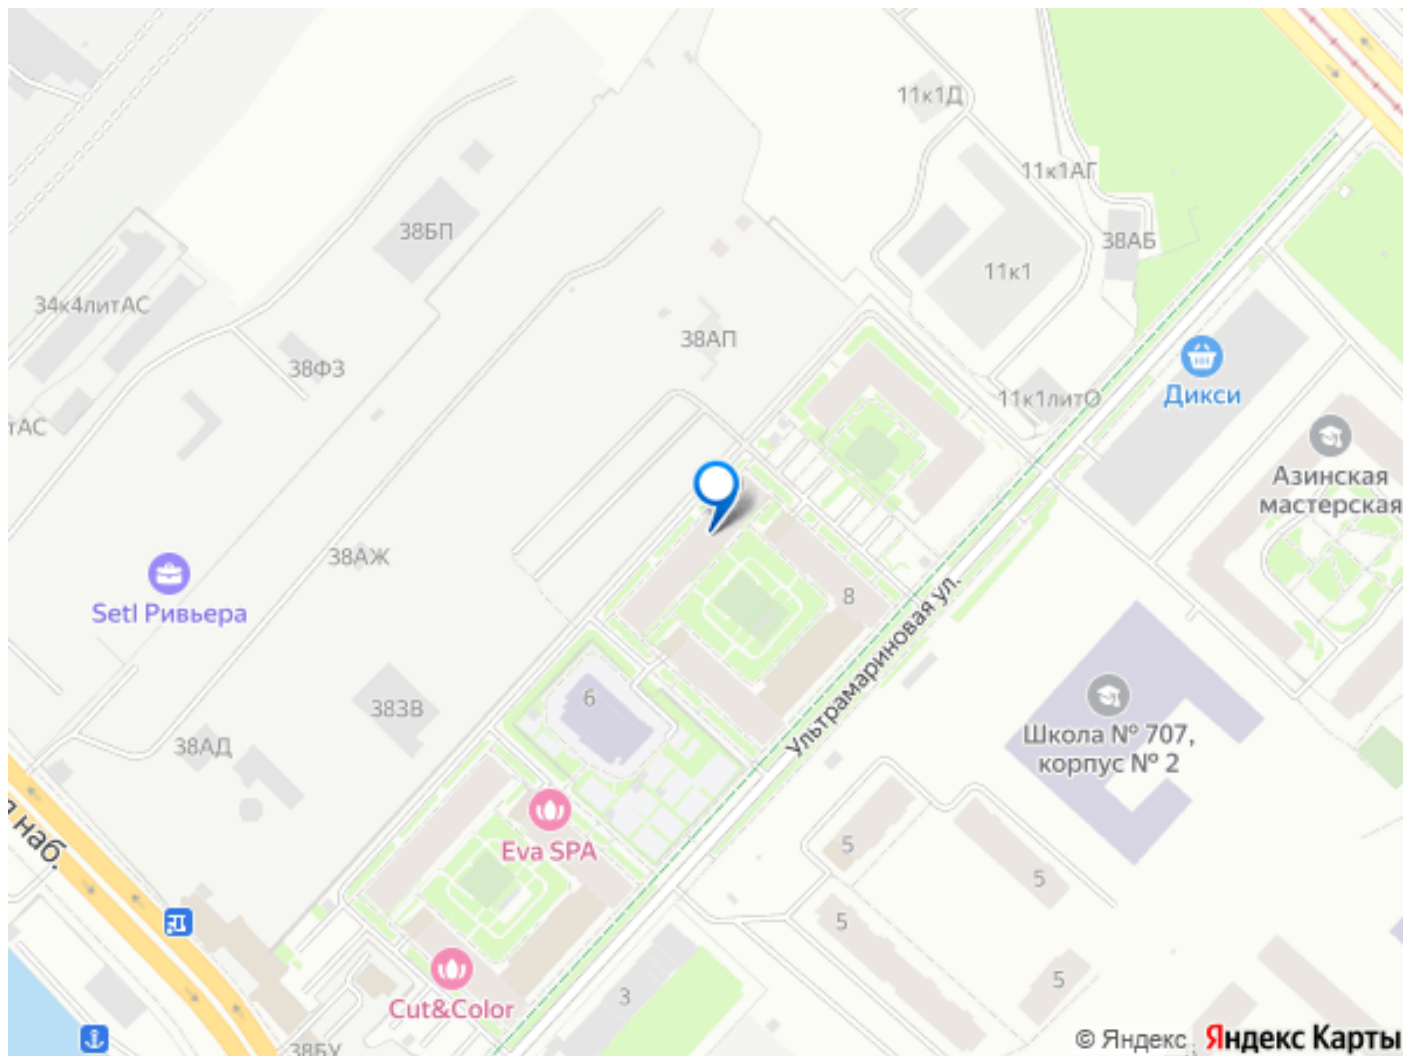 11к1Д
11к1АГ
38БП
38АБ
11к1
34к4литАС
38АП
38ФЗ
11к1литО
Дикси
тАС
Азинская
мастерская
38АЖ
Setl Ривьера
8
Ультрамариновая ул.
6
38ЗВ
Школа № 707,
корпус № 2
38АД
наб.
Eva SPA
5
5
5
Cut&Color
5
3
38БУ
© Яндекс Яндекс Карты